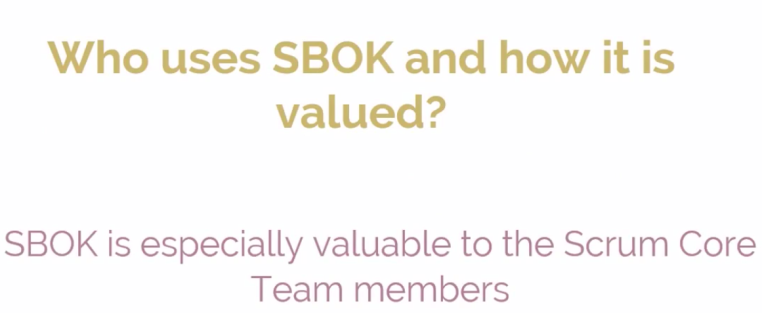 Who uses SBOK and how it is
valued?
SBOK is especially valuable to the Scrum Core
Team members